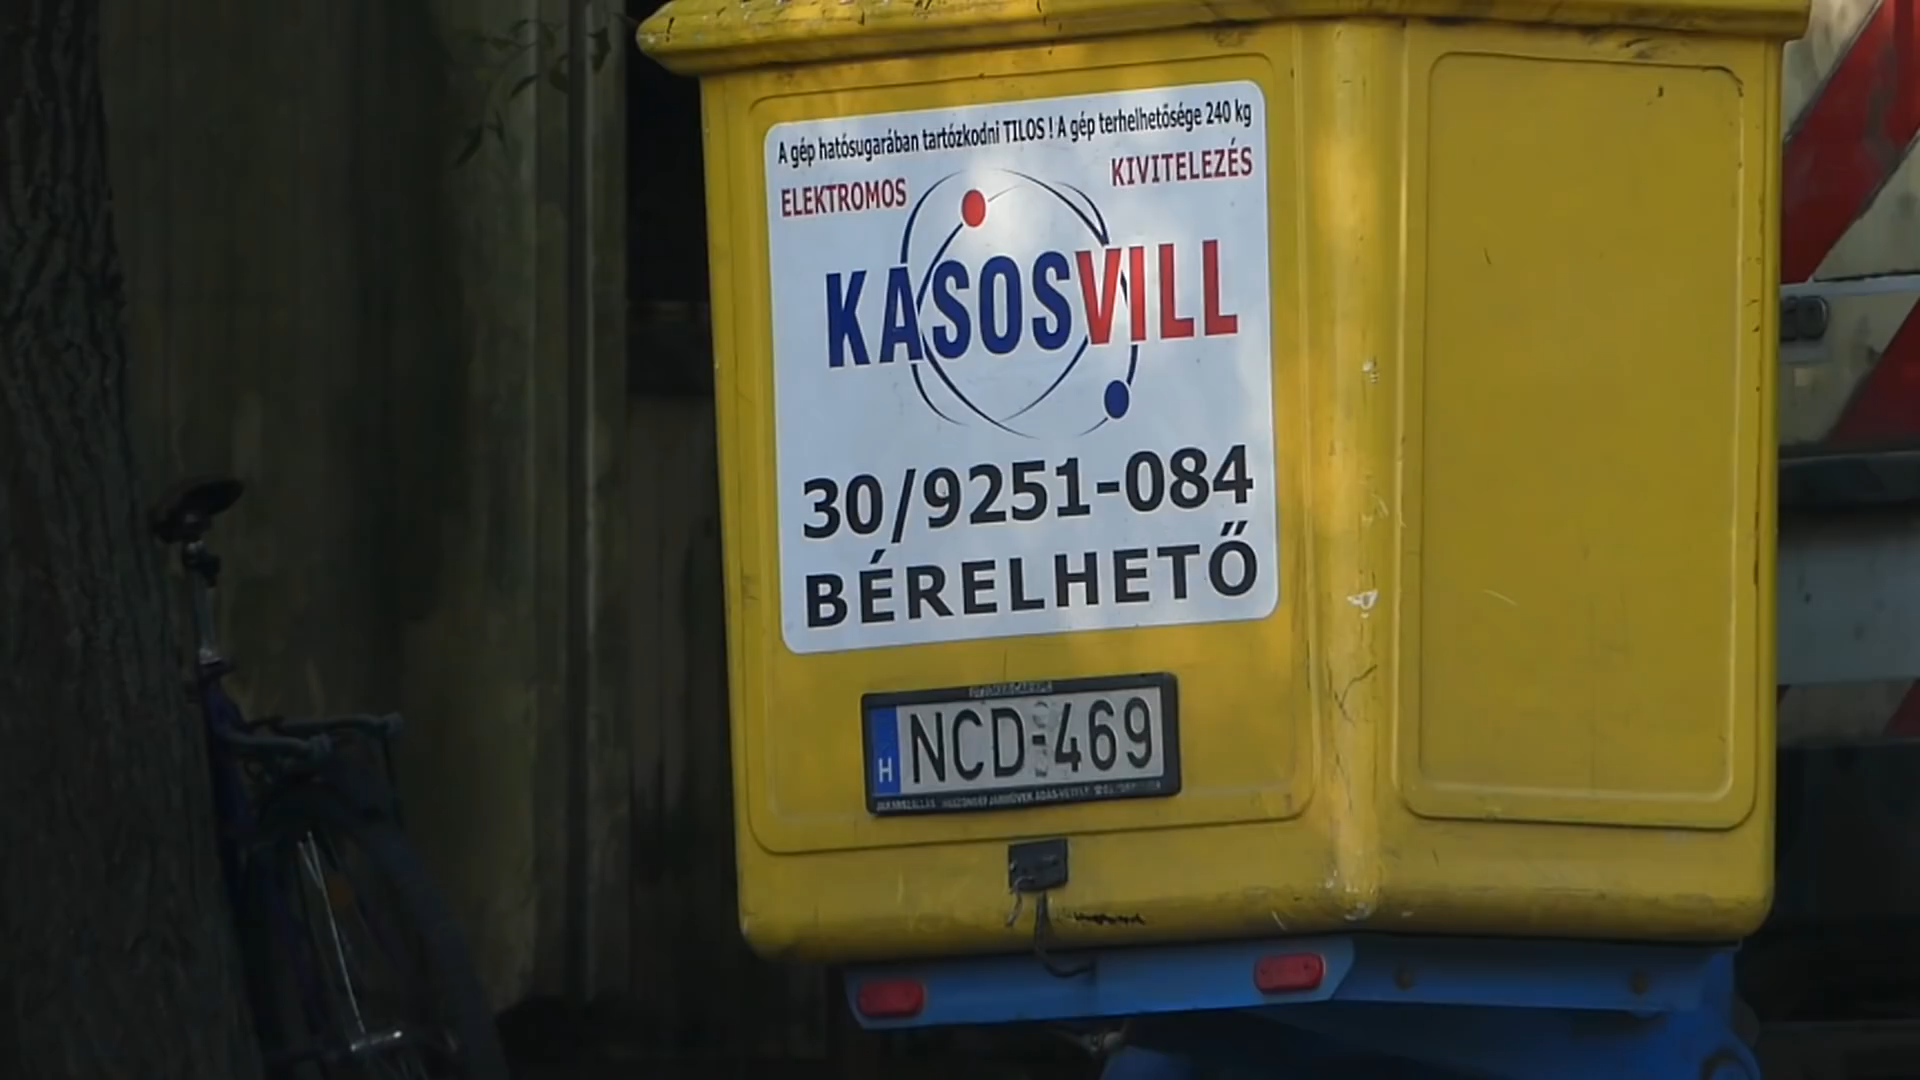 A gép hatósugarában tartózkodni TILOS ! A gép terhelhetősége 240 kg
ELEKTROMOS KIVITELEZÉS
KASOSVILL
30/9251-084
BÉRELHETŐ
H NCD-469